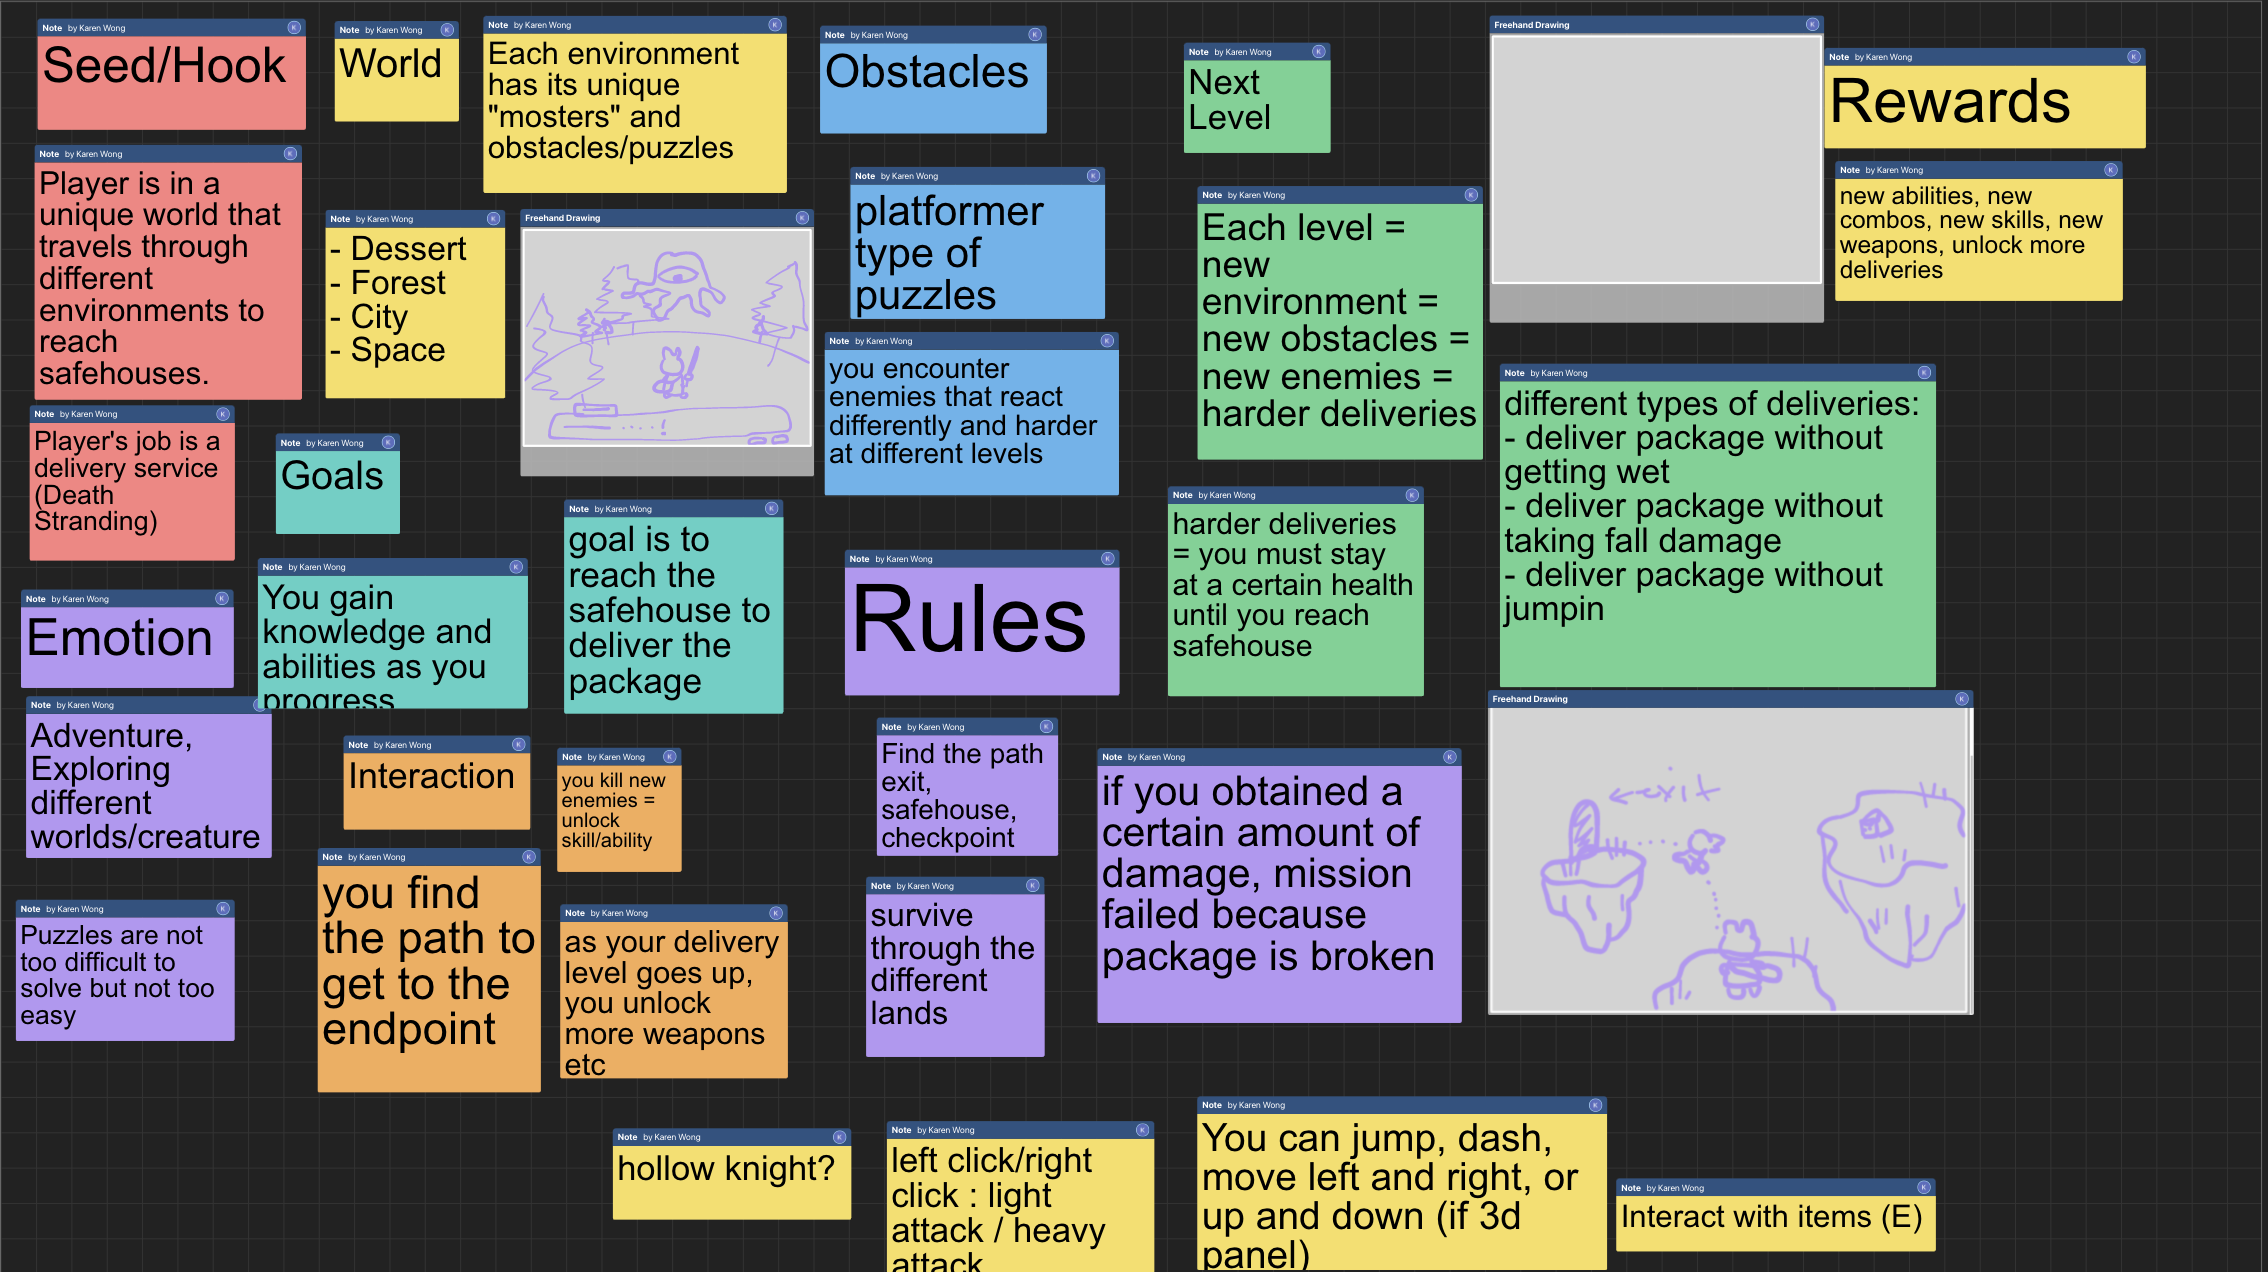 Note by Karen Wong K
Seed/Hook
Note by Karen Wong K
Player is in a
unique world that
travels through
different
environments to
reach
safehouses.
Note by Karen Wong K
Player's job is a
delivery service
(Death
Stranding)
Note by Karen Wong K
World
Note by Karen Wong K
Each environment
has its unique
"mosters" and
obstacles/puzzles
Note by Karen Wong K
- Dessert
- Forest
- City
- Space
Freehand Drawing K
Note by Karen Wong K
Goals
Note by Karen Wong K
You gain
knowledge and
abilities as you
progress
Note by Karen Wong K
goal is to
reach the
safehouse to
deliver the
package
Note by Karen Wong K
Emotion
Note by Karen Wong
Adventure,
Exploring
different
worlds/creature
Note by Karen Wong K
Puzzles are not
too difficult to
solve but not too
easy
Note by Karen Wong K
Interaction
Note by Karen Wong K
you kill new
enemies =
unlock
skill/ability
Note by Karen Wong K
you find
the path to
get to the
endpoint
Note by Karen Wong K
as your delivery
level goes up,
you unlock
more weapons
etc
Note by Karen Wong K
Obstacles
Note by Karen Wong K
platformer
type of
puzzles
Note by Karen Wong K
you encounter
enemies that react
differently and harder
at different levels
Note by Karen Wong K
Rules
Note by Karen Wong K
Find the path
exit,
safehouse,
checkpoint
Note by Karen Wong K
survive
through the
different
lands
Note by Karen Wong K
if you obtained a
certain amount of
damage, mission
failed because
package is broken
Note by Karen Wong K
Next
Level
Note by Karen Wong K
Each level =
new
environment =
new obstacles =
new enemies =
harder deliveries
Note by Karen Wong K
harder deliveries
= you must stay
at a certain health
until you reach
safehouse
Freehand Drawing K
Note by Karen Wong K
Rewards
Note by Karen Wong K
new abilities, new
combos, new skills, new
weapons, unlock more
deliveries
Note by Karen Wong K
different types of deliveries:
- deliver package without
getting wet
- deliver package without
taking fall damage
- deliver package without
jumpin
Freehand Drawing K
exit
Note by Karen Wong K
hollow knight?
Note by Karen Wong K
left click/right
click : light
attack / heavy
attack
Note by Karen Wong K
You can jump, dash,
move left and right, or
up and down (if 3d
panel)
Note by Karen Wong K
Interact with items (E)